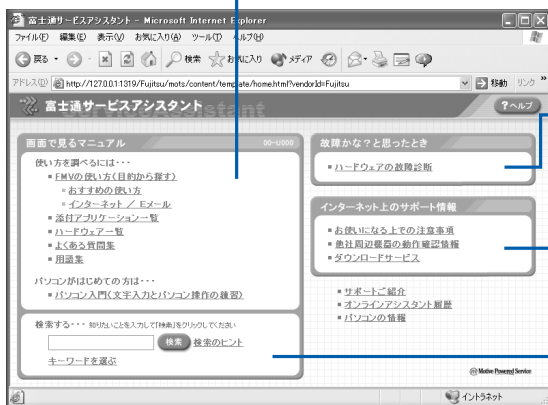 富士通サービスアシスタント - Microsoft Internet Explorer
ファイル(F) 編集(E) 表示(V) お気に入り(A) ツール(T) ヘルプ(H)
戻る 検索 お気に入り メディア
アドレス(D) http://127.0.0.1:1319/Fujitsu/mots/content/template/home.html?vendorId=Fujitsu 移動 リンク »
富士通サービスアシスタント ?ヘルプ
画面で見るマニュアル 00-U000
使い方を調べるには・・・
FMVの使い方(目的から探す)
おすすめの使い方
インターネット / Eメール
添付アプリケーション一覧
ハードウェア一覧
よくある質問集
用語集
パソコンがはじめての方は・・・
パソコン入門(文字入力とパソコン操作の練習)
検索する・・・ 知りたいことを入力して「検索」をクリックしてください
検索 検索のヒント
キーワードを選ぶ
故障かな?と思ったとき
ハードウェアの故障診断
インターネット上のサポート情報
お使いになる上での注意事項
他社周辺機器の動作確認情報
ダウンロードサービス
サポートご紹介
オンラインアシスタント履歴
パソコンの情報
Motive Powered Service
イントラネット